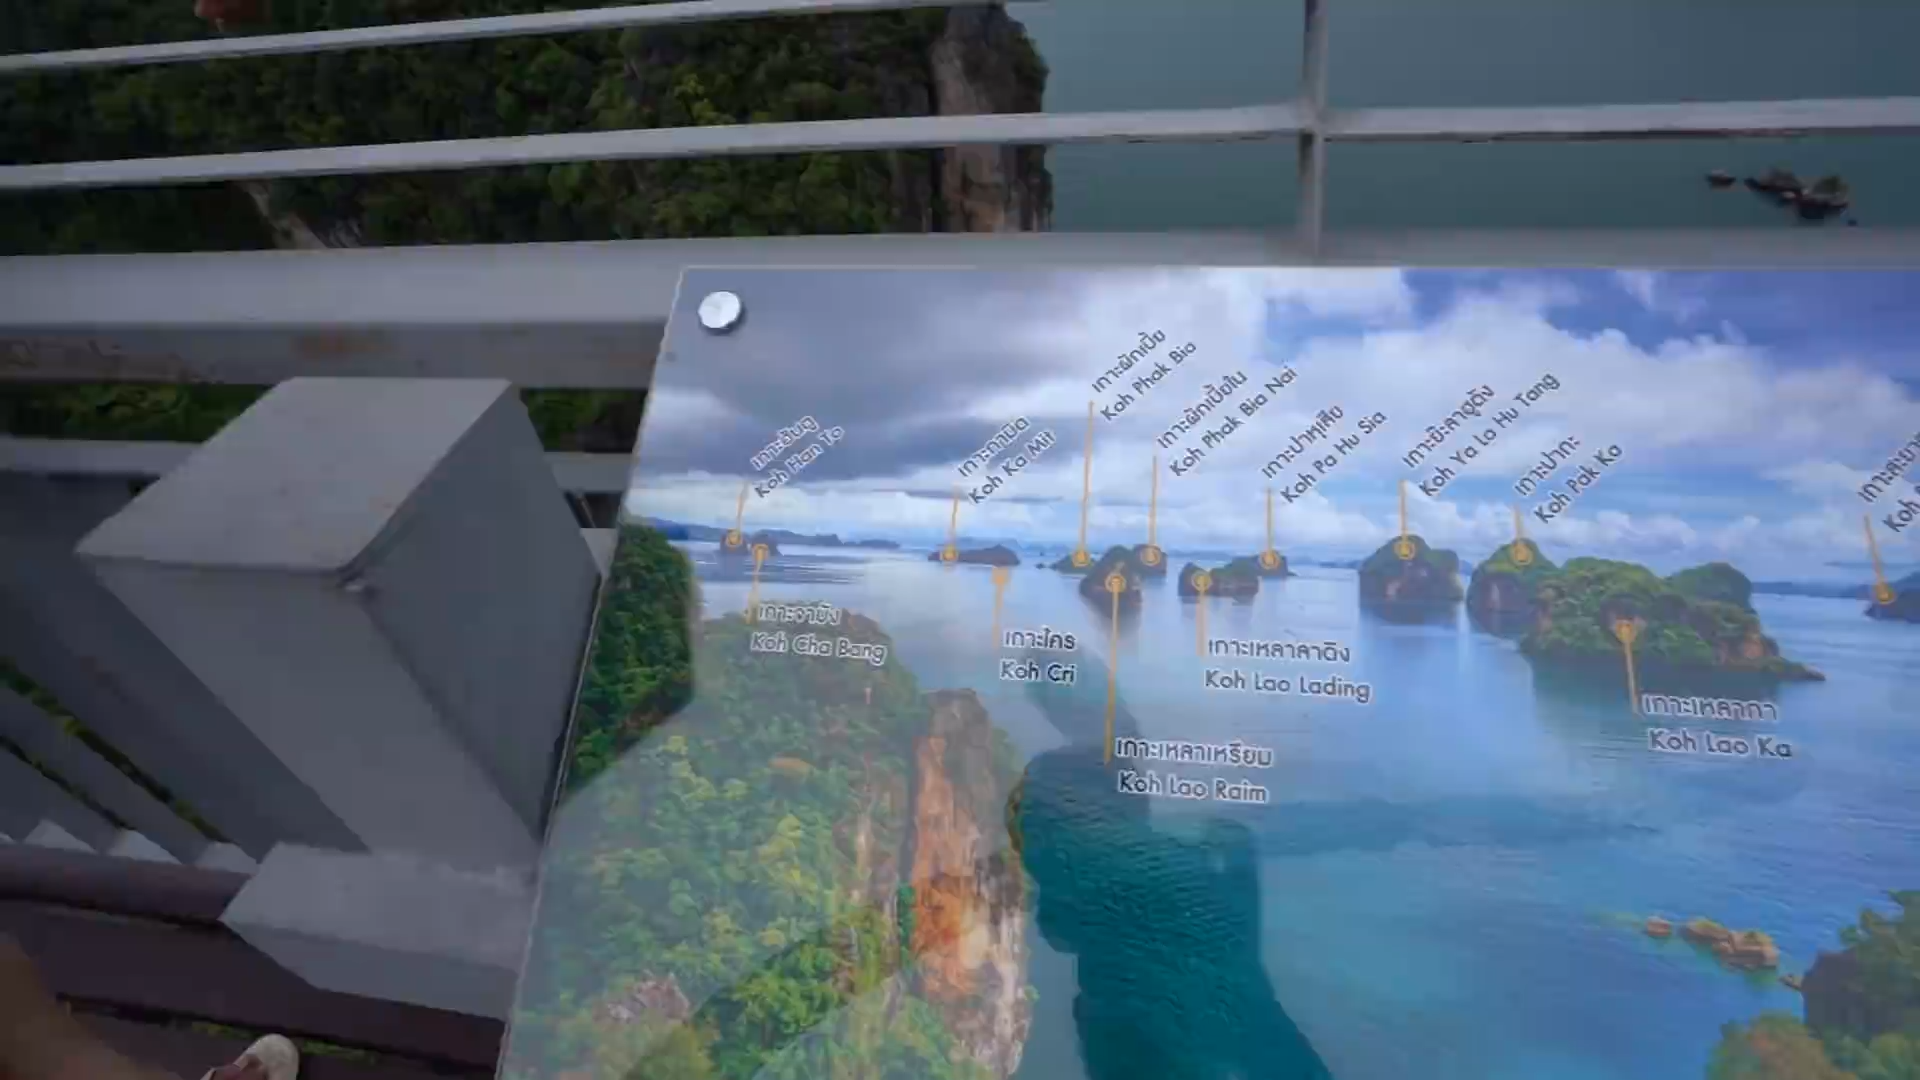 เกาะฮันตู
Koh Han To
เกาะกามิด
Koh Ka Mit
เกาะผักเบี้ย
Koh Phak Bia
เกาะผักเบี้ยใน
Koh Phak Bia Nai
เกาะปาหุเสีย
Koh Pa Hu Sia
เกาะยะลาฮูตัง
Koh Ya Lo Hu Tang
เกาะปากะ
Koh Pak Ka
Koh
เกาะจาบัง
Koh Cha Bang
เกาะไคร
Koh Cri
เกาะเหลาลาดิง
Koh Lao Lading
เกาะเหลากา
Koh Lao Ka
เกาะเหลาเหรียม
Koh Lao Raim